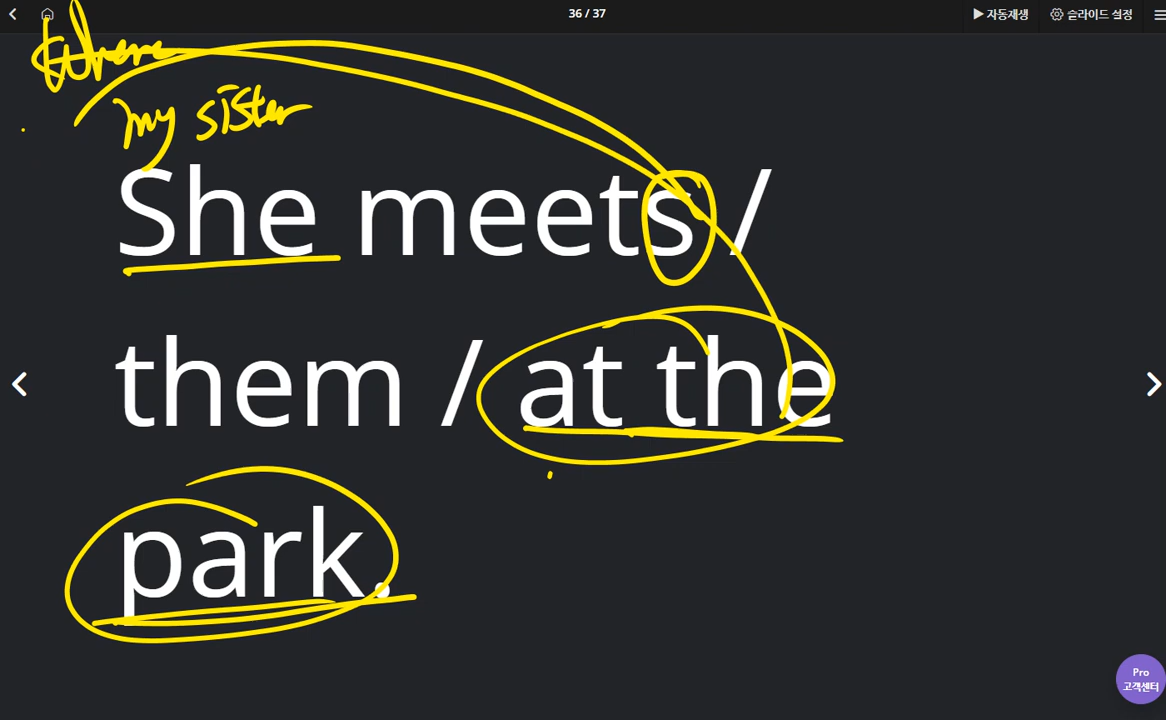 36 / 37
▶ 자동재생
슬라이드 설정
my sister
She meets /
them / at the
park.
Pro
고객센터